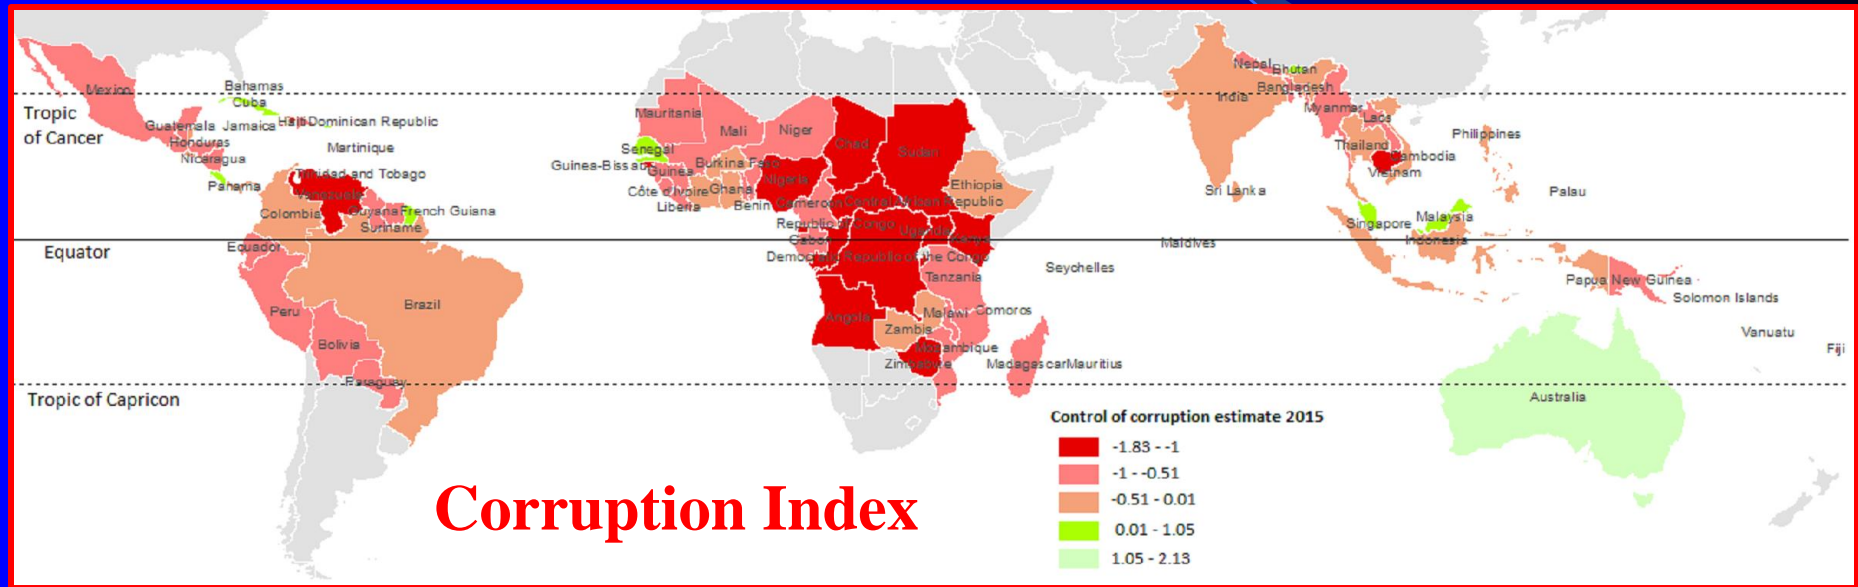 Mexico
Bahamas
Cuba
Tropic
of Cancer
Haiti Dominican Republic
Guatemala Jamaica
Honduras
Martinique
Nicaragua
Trinidad and Tobago
Panama
Venezuela
Colombia
Guyana French Guiana
Suriname
Equator
Equador
Brazil
Peru
Bolivia
Paraguay
Tropic of Capricon
Mauritania
Mali
Niger
Chad
Sudan
Senegal
Guinea-Bissau
Guinea
Burkina Faso
Nigeria
Ethiopia
Côte d'Ivoire
Ghana
Liberia
Benin
Cameroon
Central African Republic
Republic of Congo
Uganda
Kenya
Gabon
Democratic Republic of the Congo
Tanzania
Seychelles
Angola
Malawi
Comoros
Zambia
Mozambique
Zimbabwe
Madagascar
Mauritius
Nepal
Bhutan
Bangladesh
India
Myanmar
Laos
Philippines
Thailand
Cambodia
Vietnam
Sri Lanka
Palau
Singapore
Malaysia
Indonesia
Maldives
Papua New Guinea
Solomon Islands
Vanuatu
Fiji
Australia
Control of corruption estimate 2015
-1.83 - -1
-1 - -0.51
-0.51 - 0.01
0.01 - 1.05
1.05 - 2.13
Corruption Index